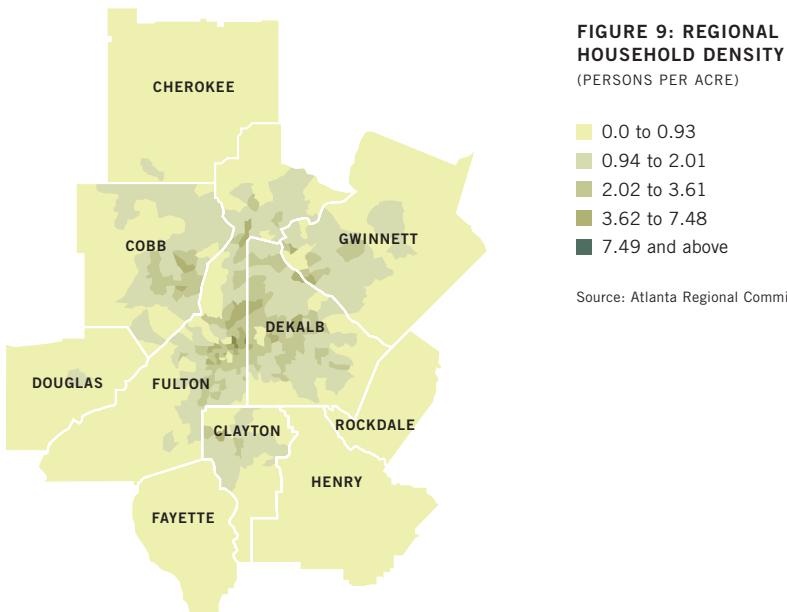 FIGURE 9: REGIONAL
HOUSEHOLD DENSITY
(PERSONS PER ACRE)
0.0 to 0.93
0.94 to 2.01
2.02 to 3.61
3.62 to 7.48
7.49 and above
Source: Atlanta Regional
CHEROKEE
COBB
GWINNETT
DEKALB
DOUGLAS
FULTON
CLAYTON
ROCKDALE
HENRY
FAYETTE